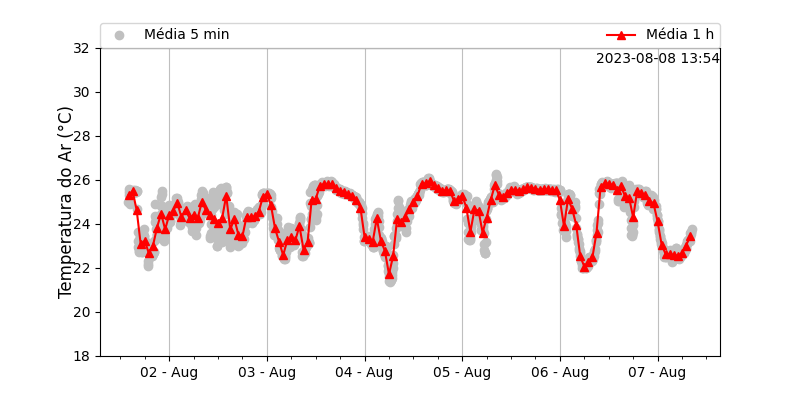 Média 5 min
Média 1 h
2023-08-08 13:54
Temperatura do Ar (°C)
32
30
28
26
24
22
20
18
02 - Aug
03 - Aug
04 - Aug
05 - Aug
06 - Aug
07 - Aug